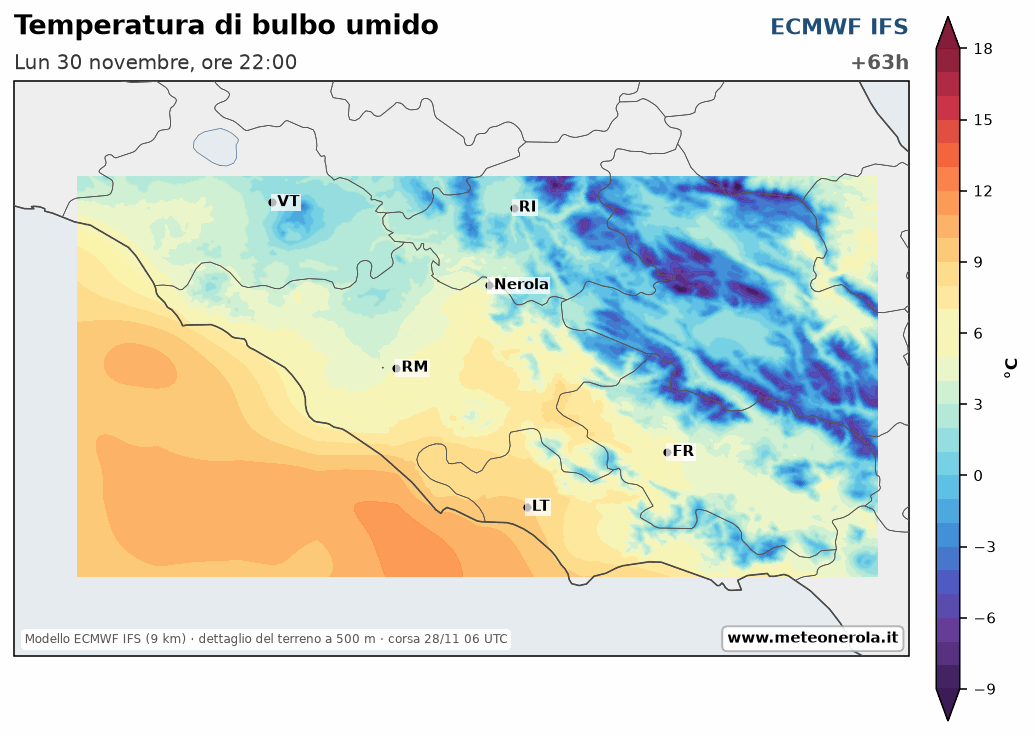 Temperatura di bulbo umido
ECMWF IFS
Lun 30 novembre, ore 22:00
+63h
VT
RI
Nerola
RM
FR
LT
18
15
12
9
6
3
0
−3
−6
−9
°C
Modello ECMWF IFS (9 km) · dettaglio del terreno a 500 m · corsa 28/11 06 UTC
www.meteonerola.it